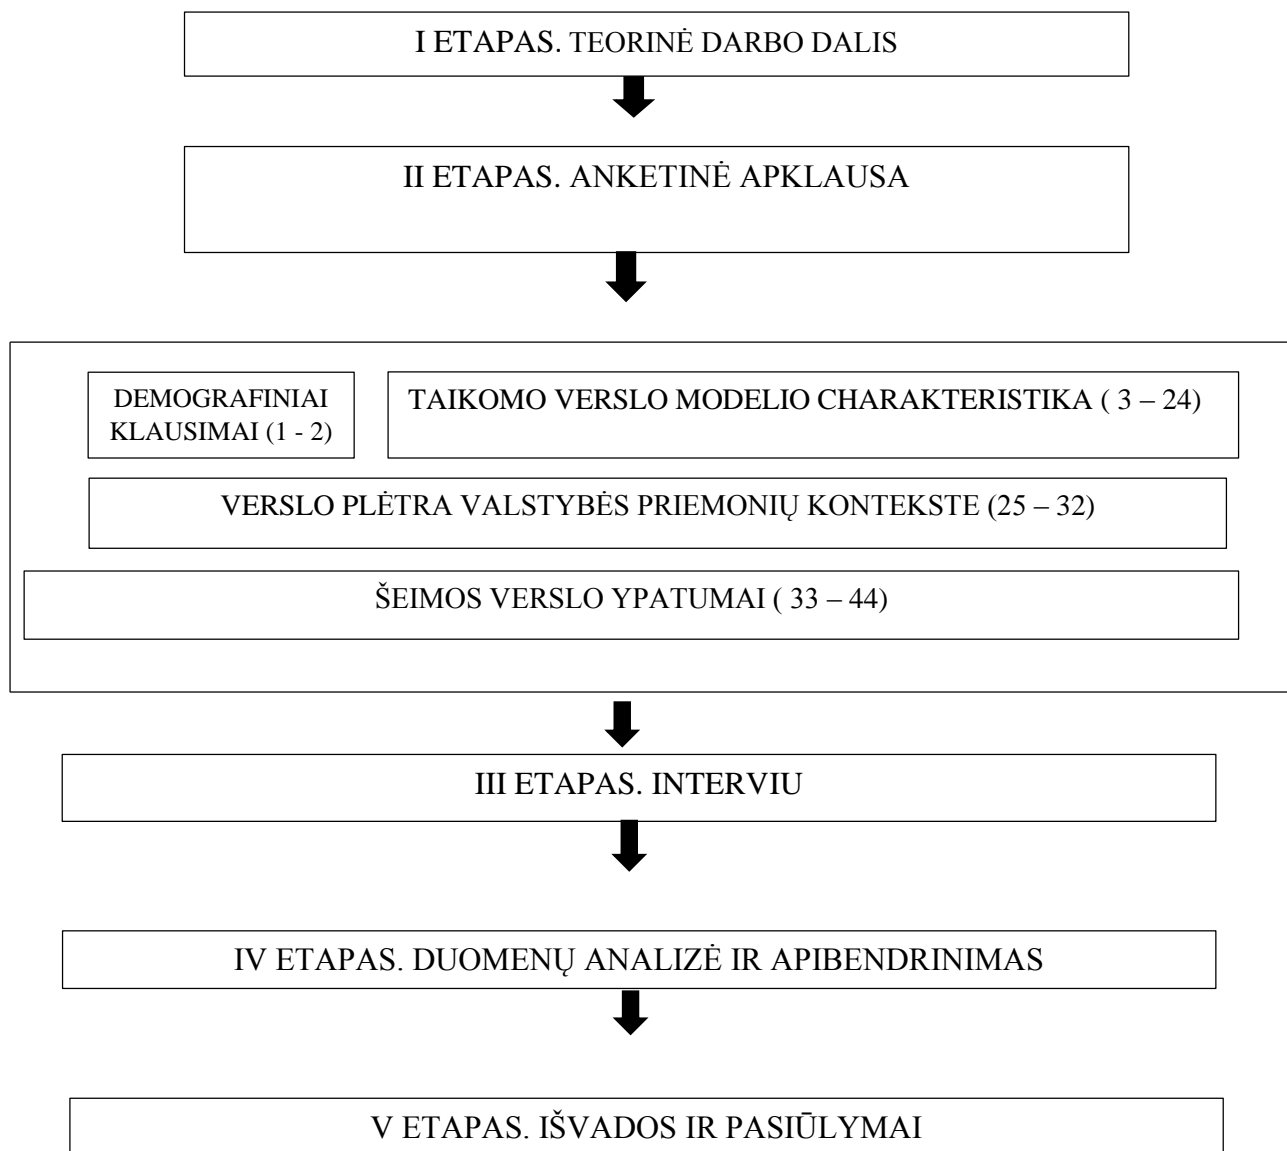 I ETAPAS. TEORINĖ DARBO DALIS
II ETAPAS. ANKETINĖ APKLAUSA
DEMOGRAFINIAI
KLAUSIMAI (1 - 2)
TAIKOMO VERSLO MODELIO CHARAKTERISTIKA ( 3 – 24)
VERSLO PLĖTRA VALSTYBĖS PRIEMONIŲ KONTEKSTE (25 – 32)
ŠEIMOS VERSLO YPATUMAI ( 33 – 44)
III ETAPAS. INTERVIU
IV ETAPAS. DUOMENŲ ANALIZĖ IR APIBENDRINIMAS
V ETAPAS. IŠVADOS IR PASIŪLYMAI